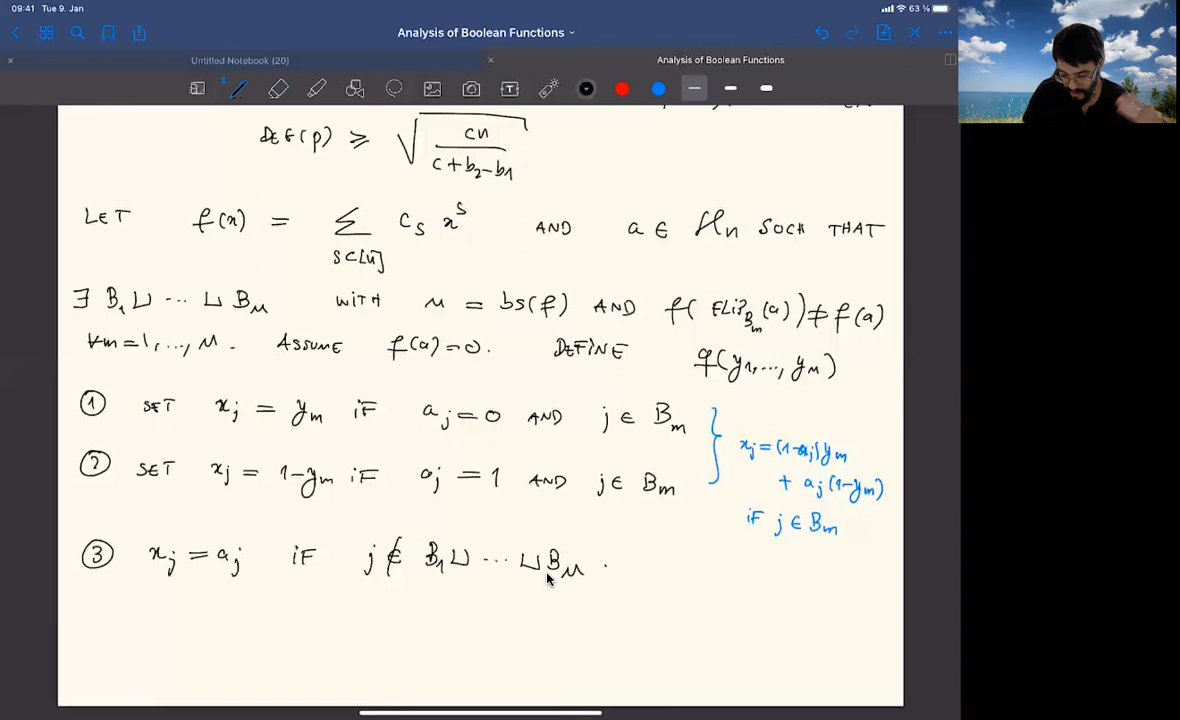 09:41 Tue 9. Jan
63 %
Analysis of Boolean Functions
Untitled Notebook (20)
Analysis of Boolean Functions
DEG(p) ≥ √(cn / (c + b₂ - b₁))
LET f(x) = ∑_{S⊂[n]} c_S x^S AND a ∈ H_n SUCH THAT
∃ B₁ ⊔ ··· ⊔ B_M WITH M = bs(f) AND f(FLIP_{B_m}(a)) ≠ f(a)
∀m=1,...,M. ASSUME f(a)=0. DEFINE q(y₁,...,y_M)
① SET x_j = y_m iF a_j = 0 AND j ∈ B_m
② SET x_j = 1-y_m iF a_j = 1 AND j ∈ B_m
x_j = (1-a_j)y_m
+ a_j(1-y_m)
iF j ∈ B_m
③ x_j = a_j iF j ∉ B₁ ⊔ ··· ⊔ B_M .